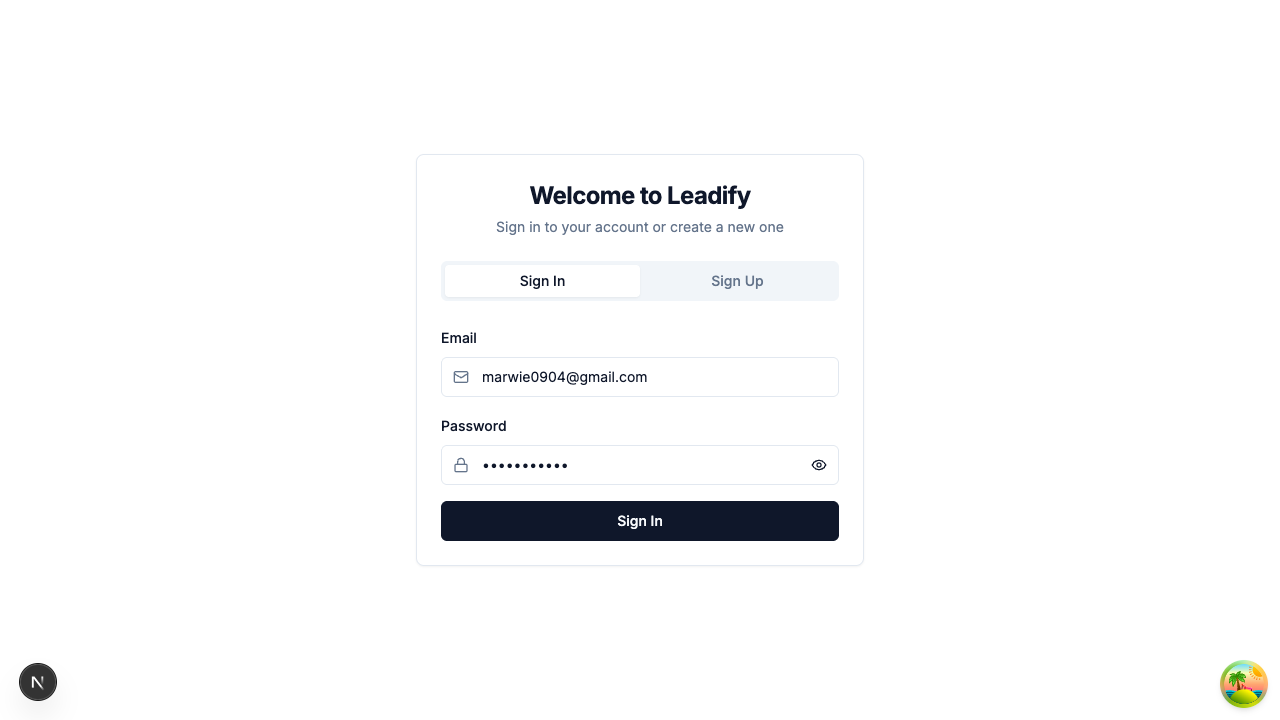 Welcome to Leadify
Sign in to your account or create a new one
Sign In
Sign Up
Email
marwie0904@gmail.com
Password
•••••••••••
Sign In
N